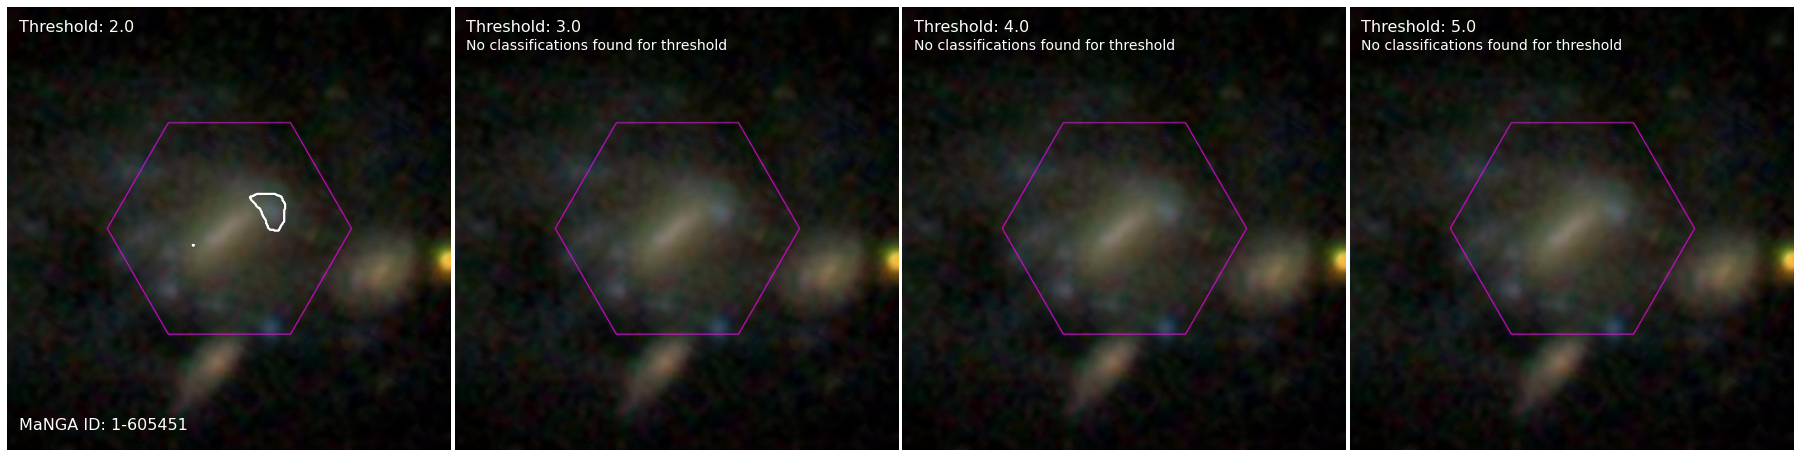 Threshold: 2.0
MaNGA ID: 1-605451
Threshold: 3.0
No classifications found for threshold
Threshold: 4.0
No classifications found for threshold
Threshold: 5.0
No classifications found for threshold